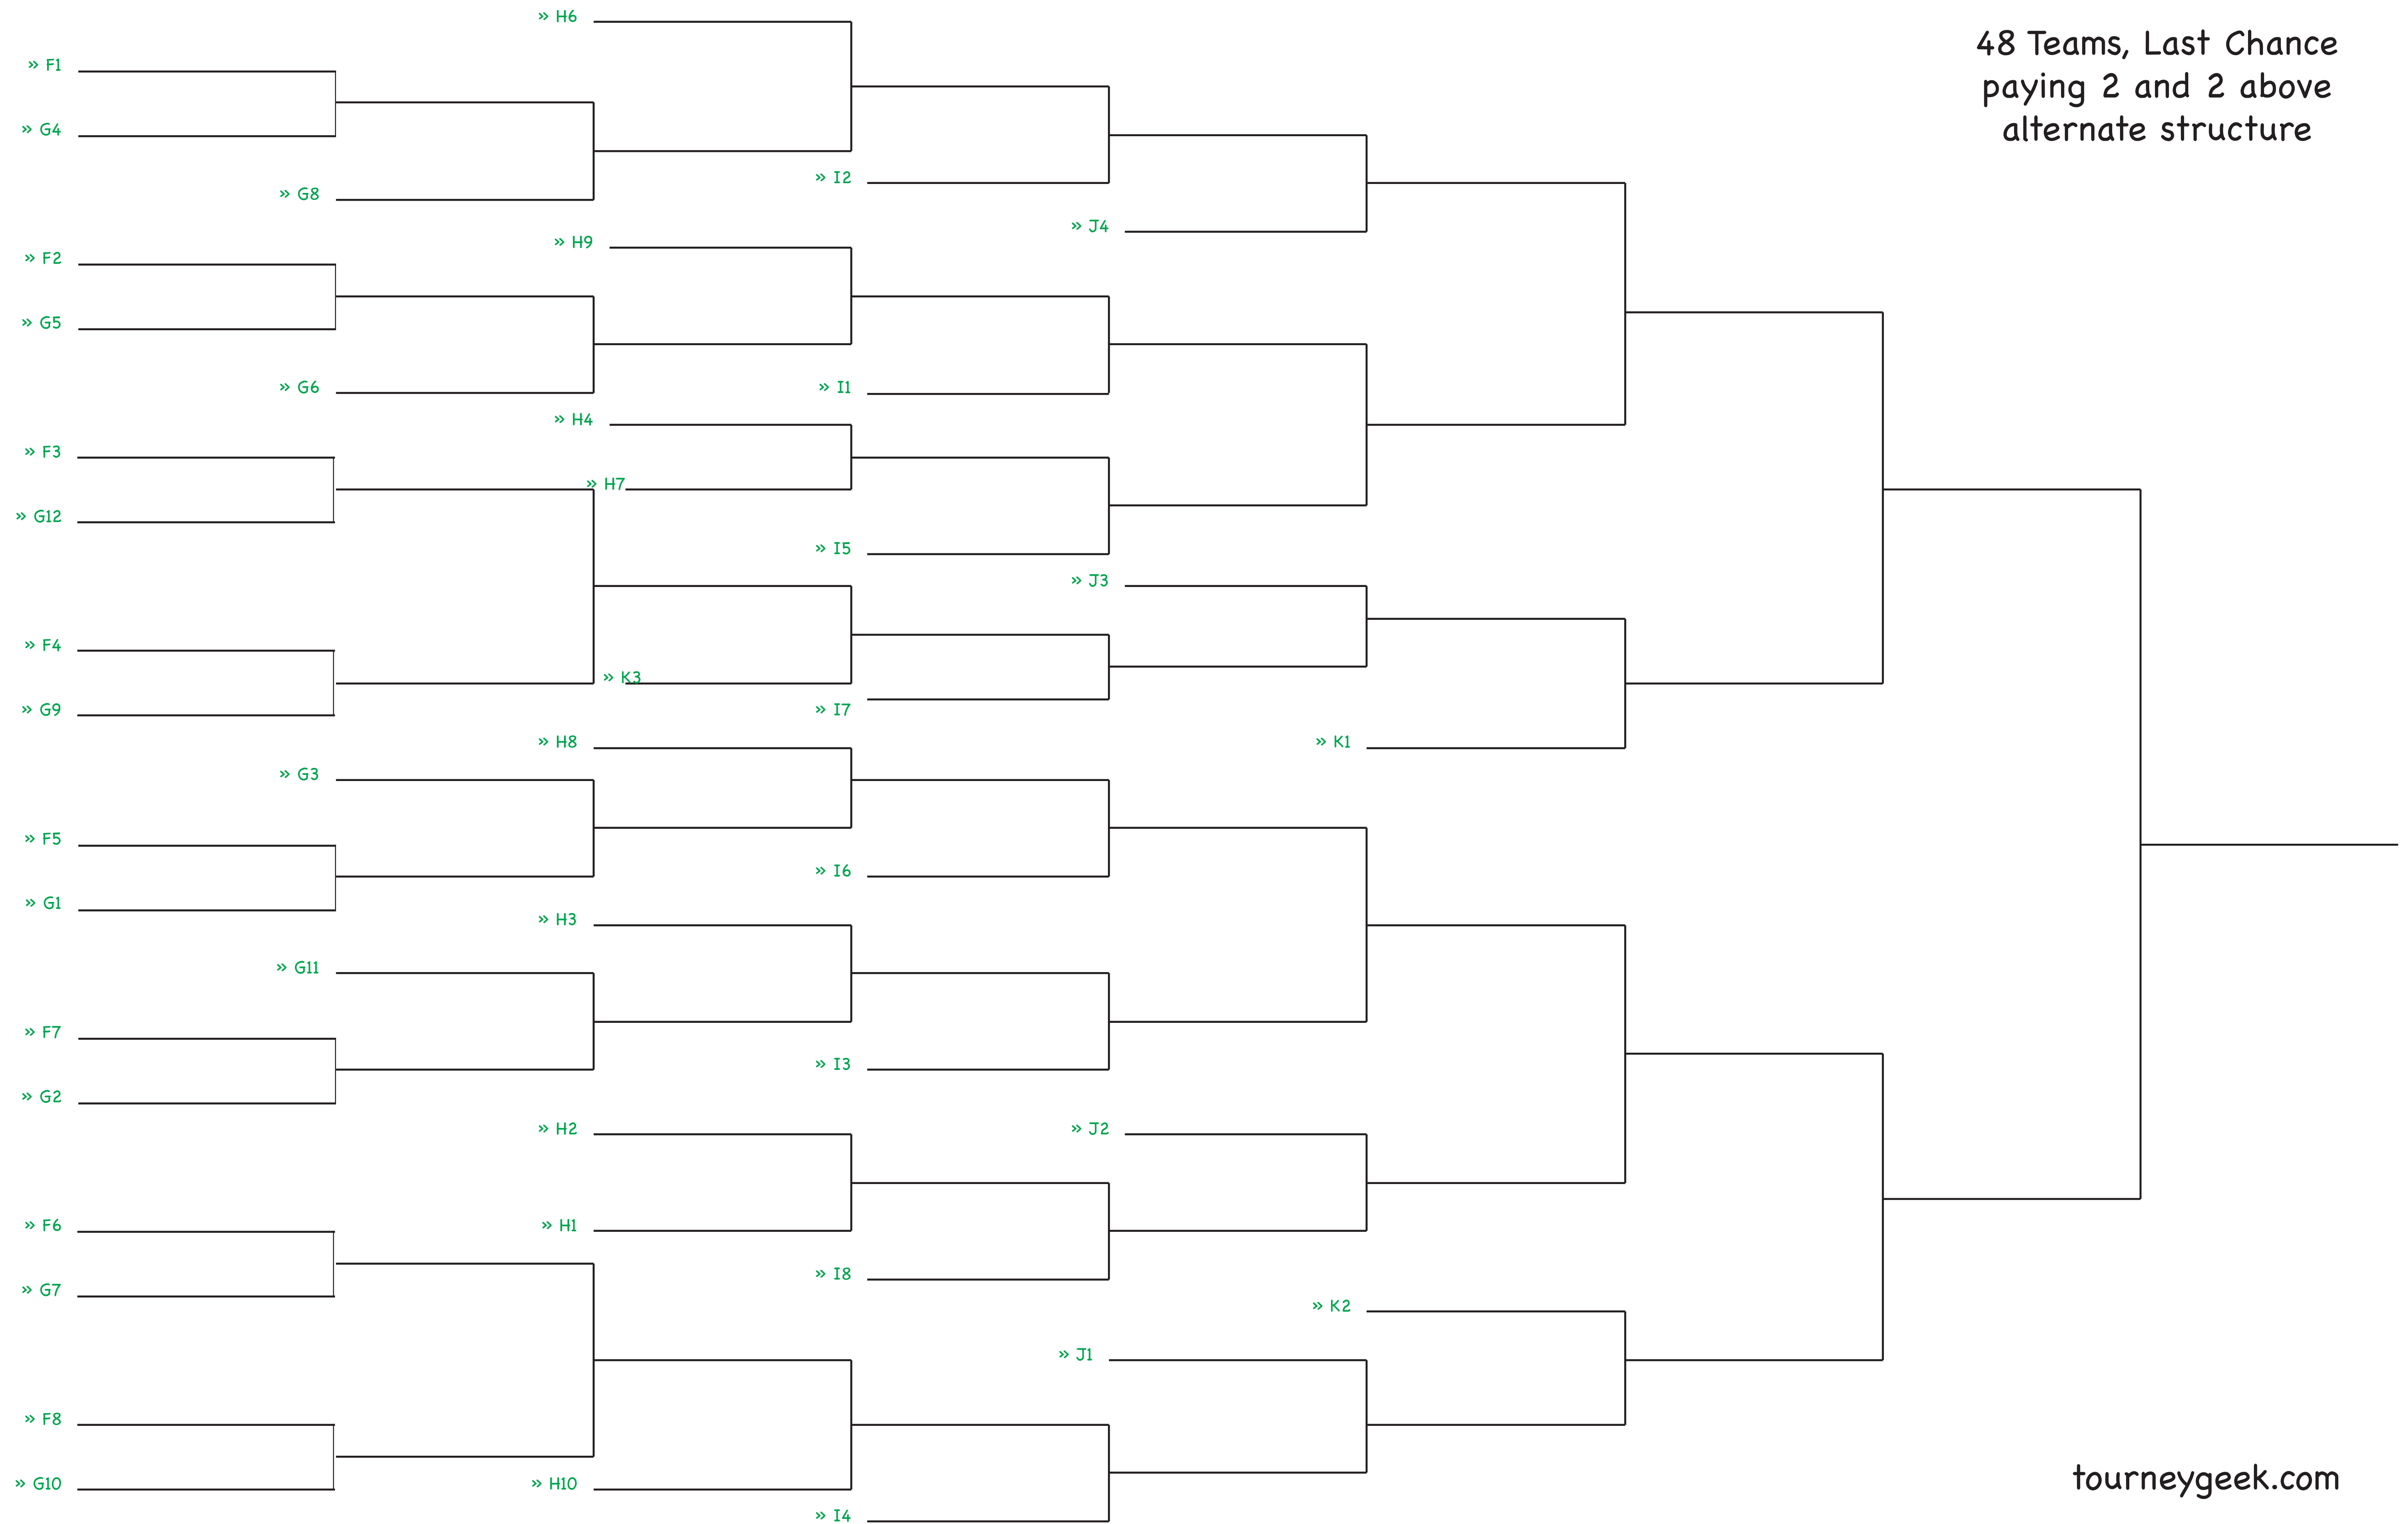 » H6
48 Teams, Last Chance
paying 2 and 2 above
alternate structure
» F1
» G4
» I2
» G8
» J4
» H9
» F2
» G5
» G6
» I1
» H4
» F3
» H7
» G12
» I5
» J3
» F4
» K3
» G9
» I7
» H8
» K1
» G3
» F5
» I6
» G1
» H3
» G11
» F7
» I3
» G2
» H2
» J2
» F6
» H1
» I8
» G7
» K2
» J1
» F8
» G10
» H10
tourneygeek.com
» I4